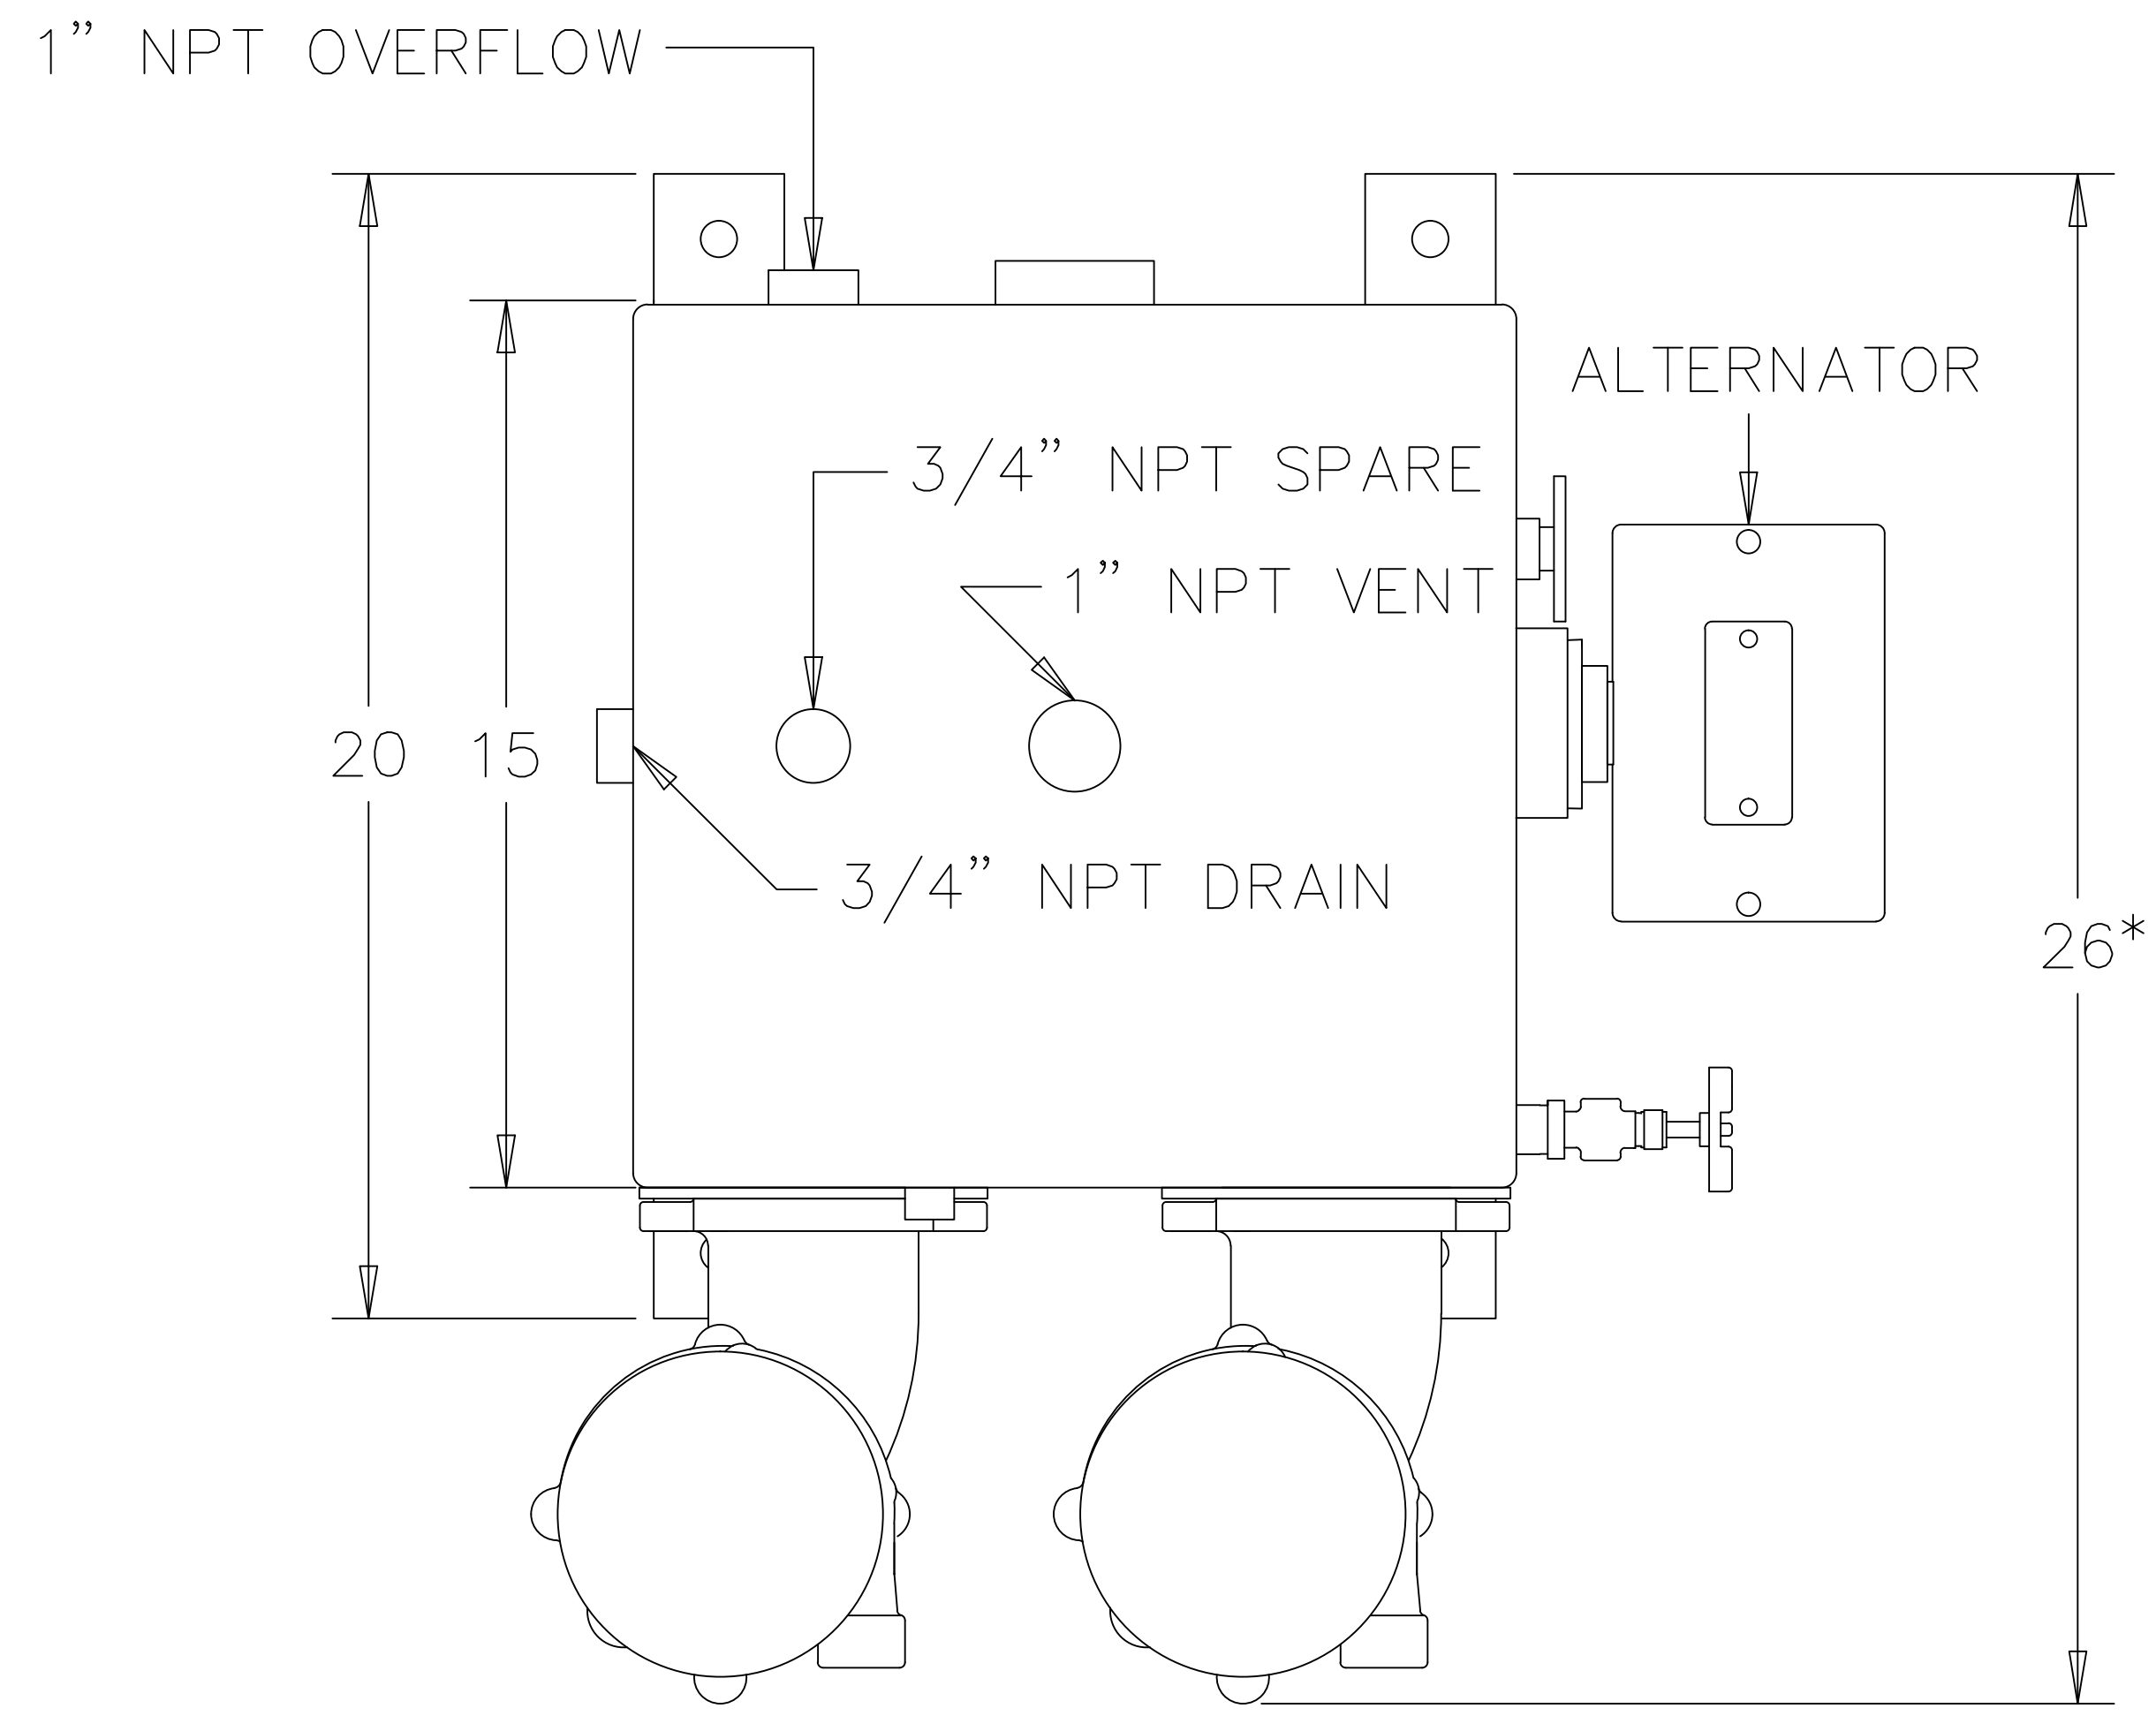 1” NPT OVERFLOW
ALTERNATOR
3/4” NPT SPARE
1” NPT VENT
20
15
3/4” NPT DRAIN
26*